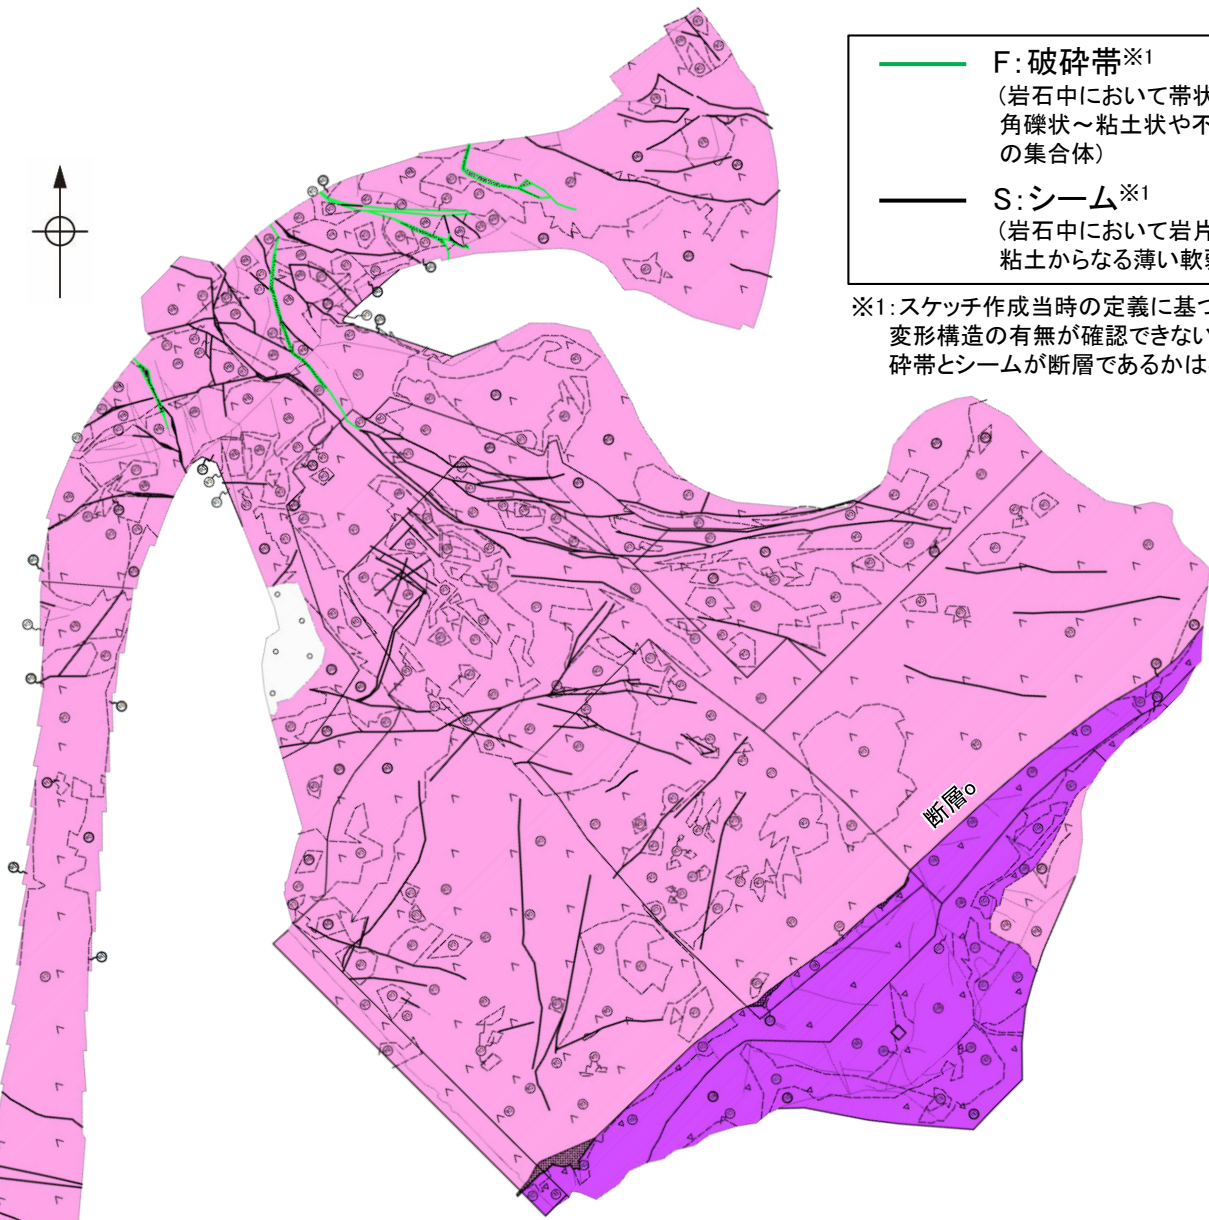 F：破砕帯※1
（岩石中において帯状
角礫状～粘土状や不
の集合体）
S：シーム※1
（岩石中において岩片
粘土からなる薄い軟弱
※1：スケッチ作成当時の定義に基づ
変形構造の有無が確認できない
砕帯とシームが断層であるかは
断層o